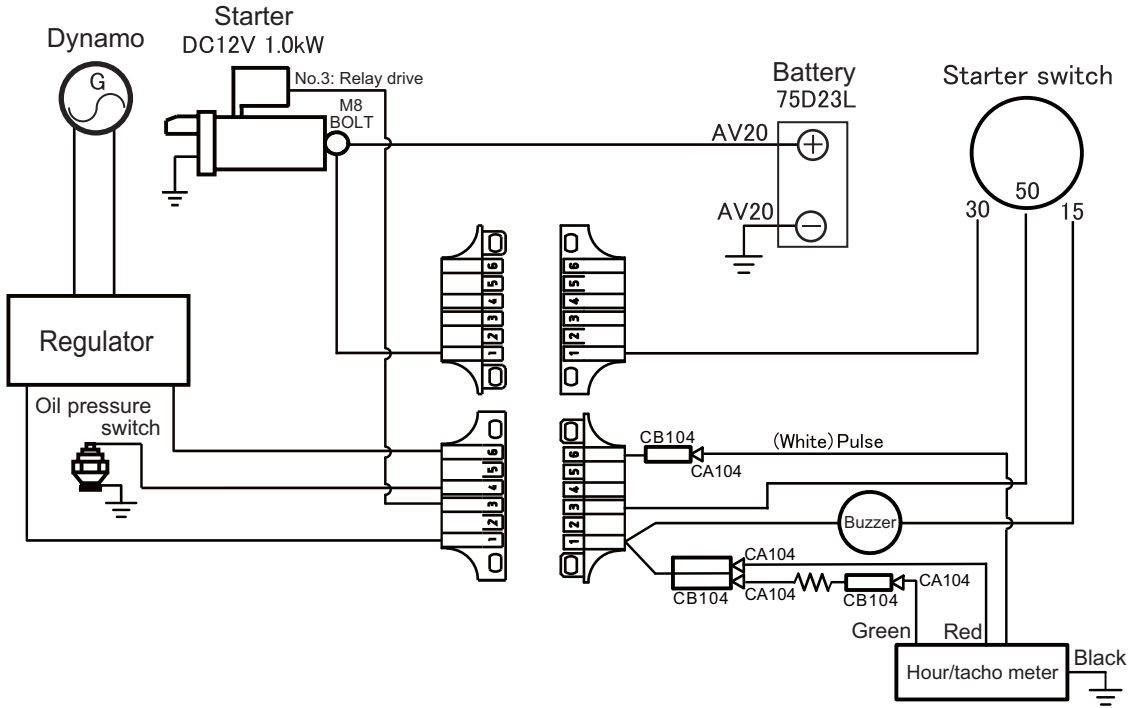 Starter
DC12V 1.0kW
Dynamo
G
No.3: Relay drive
M8
BOLT
Battery
75D23L
Starter switch
AV20
+
AV20
−
50
30
15
6
5
4
3
2
1
6
5
4
3
2
1
Regulator
Oil pressure
switch
6
5
4
3
2
1
6
5
4
3
2
1
CB104
CA104
(White) Pulse
Buzzer
CA104
CB104
CA104
CB104
CA104
Green
Red
Hour/tacho meter
Black